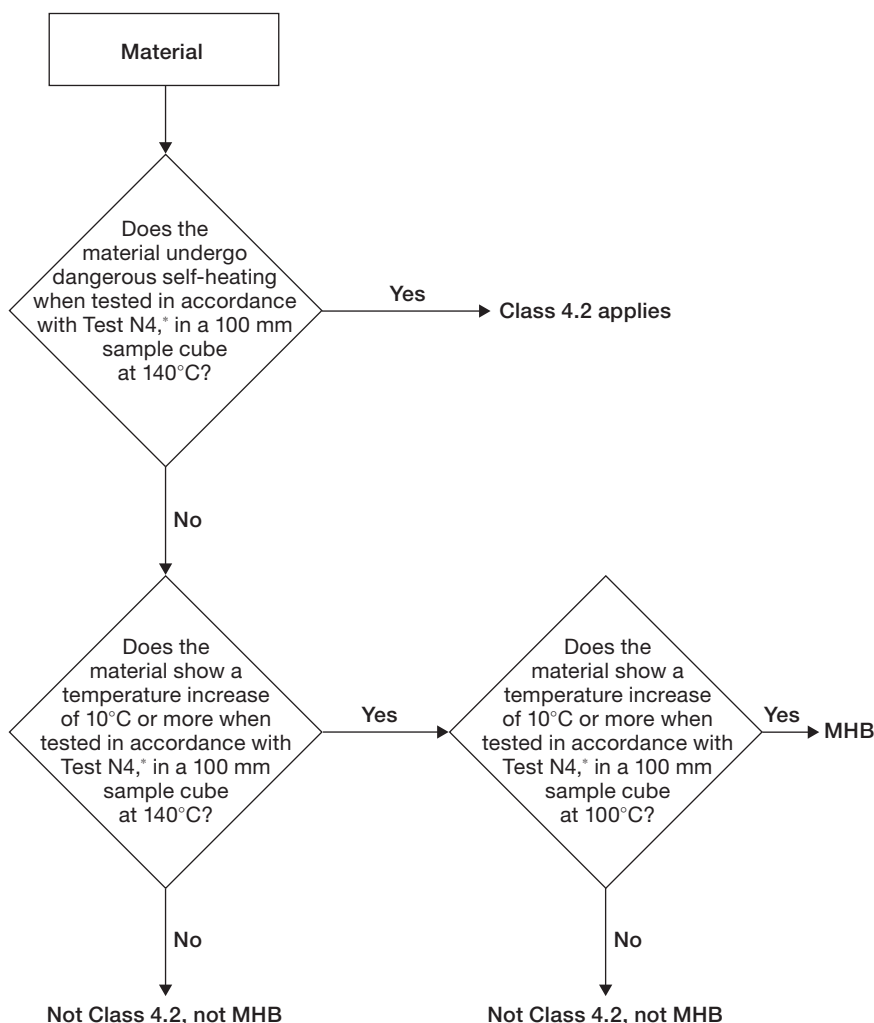 Material
Does the
material undergo
dangerous self-heating
when tested in accordance
with Test N4,* in a 100 mm
sample cube
at 140°C?
Yes
Class 4.2 applies
No
Does the
material show a
temperature increase
of 10°C or more when
tested in accordance with
Test N4,* in a 100 mm
sample cube
at 140°C?
Yes
Does the
material show a
temperature increase
of 10°C or more when
tested in accordance with
Test N4,* in a 100 mm
sample cube
at 100°C?
Yes
MHB
No
No
Not Class 4.2, not MHB
Not Class 4.2, not MHB